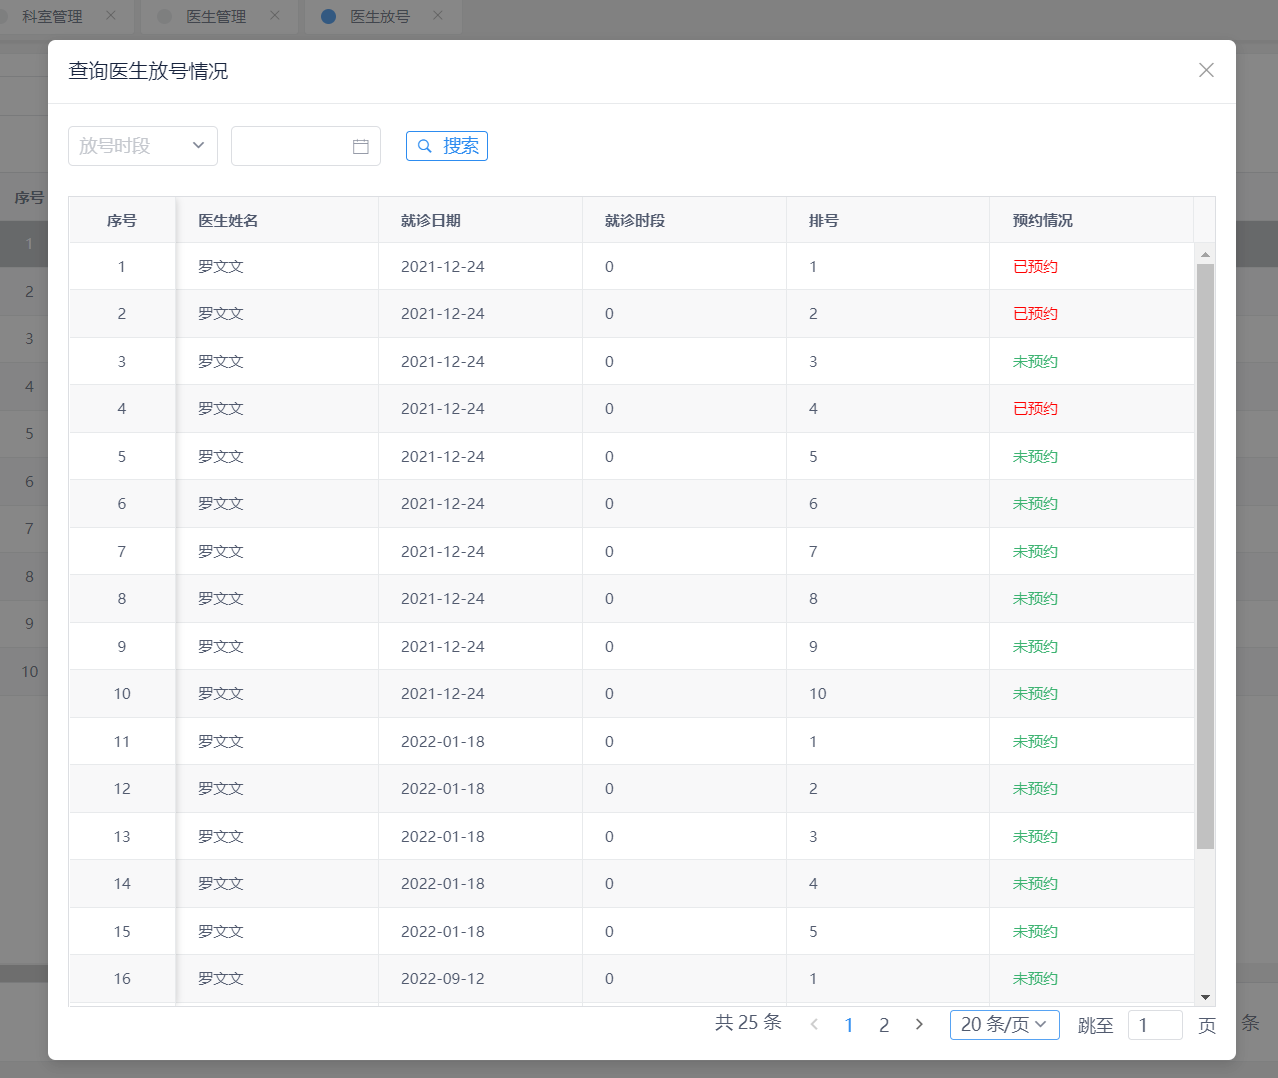 科室管理 医生管理 医生放号
查询医生放号情况
放号时段 搜索
序号
序号 医生姓名 就诊日期 就诊时段 排号 预约情况
1 1 罗文文 2021-12-24 0 1 已预约
2 2 罗文文 2021-12-24 0 2 已预约
3 3 罗文文 2021-12-24 0 3 未预约
4 4 罗文文 2021-12-24 0 4 已预约
5 5 罗文文 2021-12-24 0 5 未预约
6 6 罗文文 2021-12-24 0 6 未预约
7 7 罗文文 2021-12-24 0 7 未预约
8 8 罗文文 2021-12-24 0 8 未预约
9 9 罗文文 2021-12-24 0 9 未预约
10 10 罗文文 2021-12-24 0 10 未预约
11 罗文文 2022-01-18 0 1 未预约
12 罗文文 2022-01-18 0 2 未预约
13 罗文文 2022-01-18 0 3 未预约
14 罗文文 2022-01-18 0 4 未预约
15 罗文文 2022-01-18 0 5 未预约
16 罗文文 2022-09-12 0 1 未预约
共 25 条 1 2 20 条/页 跳至 1 页 条